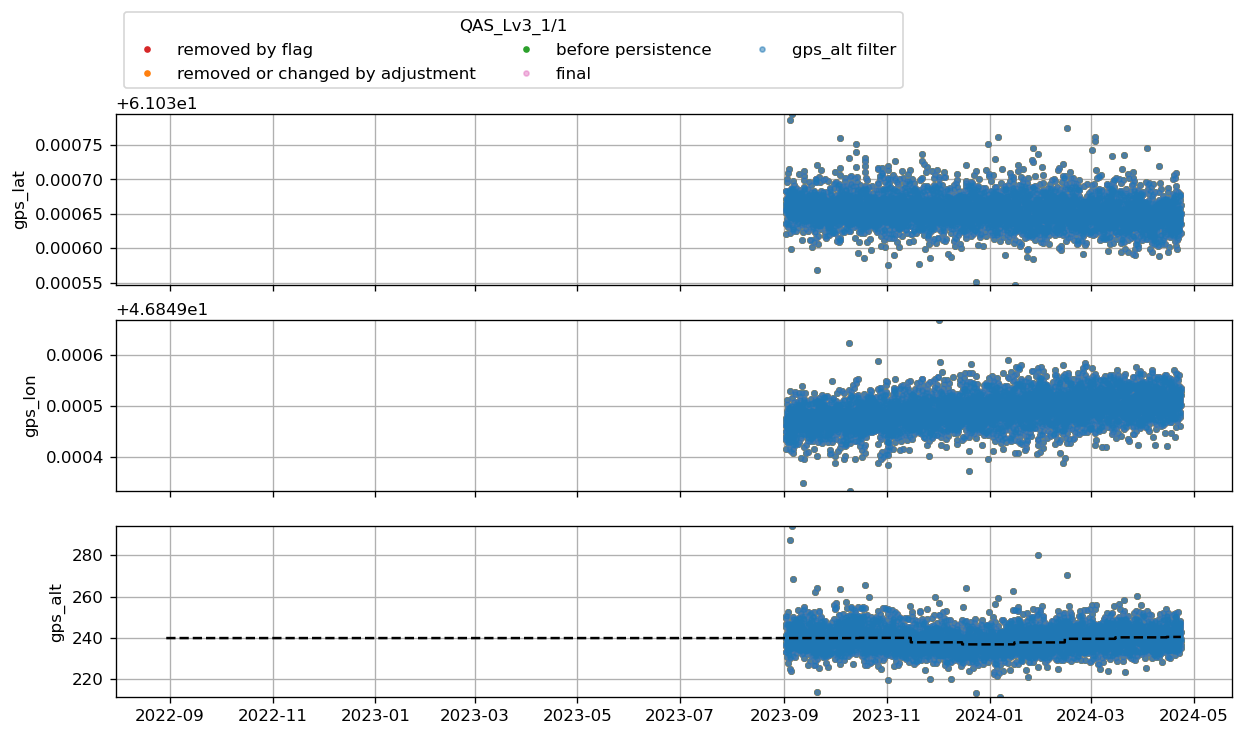 QAS_Lv3_1/1
removed by flag
before persistence
gps_alt filter
removed or changed by adjustment
final
+6.103e1
0.00075
0.00070
0.00065
0.00060
0.00055
gps_lat
+4.6849e1
0.0006
0.0005
0.0004
gps_lon
280
260
240
220
gps_alt
2022-09 2022-11 2023-01 2023-03 2023-05 2023-07 2023-09 2023-11 2024-01 2024-03 2024-05